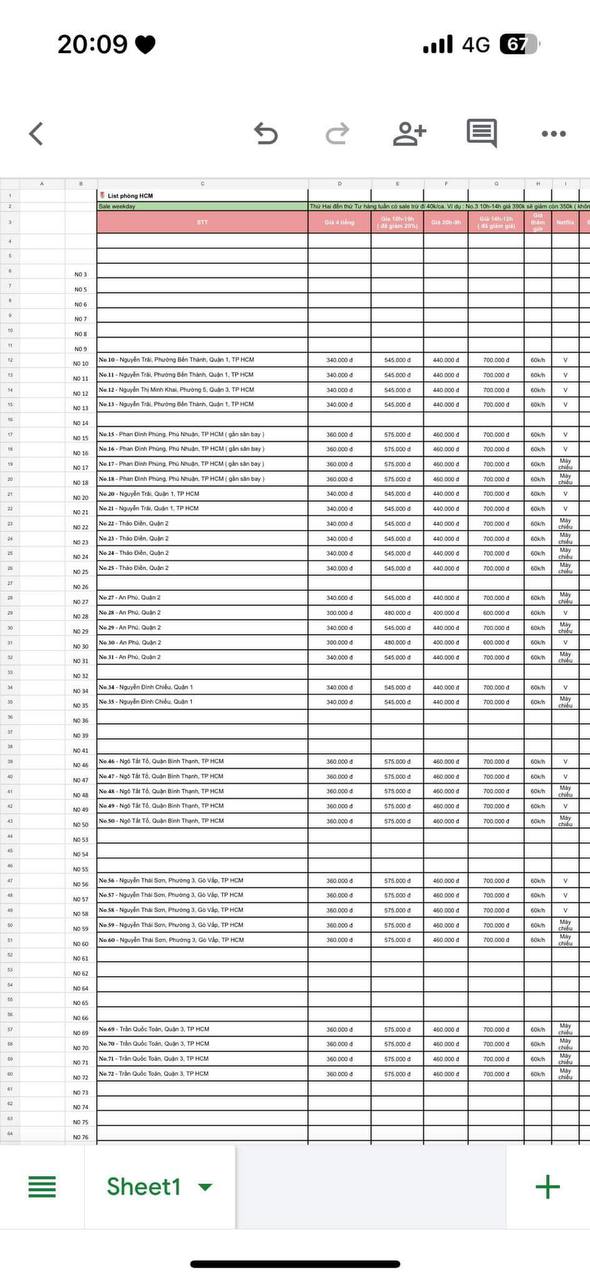 20:09
4G 67
A B C D E F G H I
1 List phòng HCM
2 Sale weekday Thứ Hai đến thứ Tư hàng tuần có sale trừ đi 40k/ca. Ví dụ : No.3 10h-14h giá 390k sẽ giảm còn 350k ( khôn
3 STT Giá 4 tiếng Giá 10h-19h ( đã giảm 20%) Giá 20h-9h Giá 14h-12h ( đã giảm giá) Giá thêm giờ Netflix
4
5
6 NO 3
7 NO 5
8 NO 6
9 NO 7
10 NO 8
11 NO 9
12 NO 10 No.10 - Nguyễn Trãi, Phường Bến Thành, Quận 1, TP HCM 340.000 đ 545.000 đ 440.000 đ 700.000 đ 60k/h V
13 NO 11 No.11 - Nguyễn Trãi, Phường Bến Thành, Quận 1, TP HCM 340.000 đ 545.000 đ 440.000 đ 700.000 đ 60k/h V
14 NO 12 No.12 - Nguyễn Thị Minh Khai, Phường 5, Quận 3, TP HCM 340.000 đ 545.000 đ 440.000 đ 700.000 đ 60k/h V
15 NO 13 No.13 - Nguyễn Trãi, Phường Bến Thành, Quận 1, TP HCM 340.000 đ 545.000 đ 440.000 đ 700.000 đ 60k/h V
16 NO 14
17 NO 15 No.15 - Phan Đình Phùng, Phú Nhuận, TP HCM ( gần sân bay ) 360.000 đ 575.000 đ 460.000 đ 700.000 đ 60k/h V
18 NO 16 No.16 - Phan Đình Phùng, Phú Nhuận, TP HCM ( gần sân bay ) 360.000 đ 575.000 đ 460.000 đ 700.000 đ 60k/h V
19 NO 17 No.17 - Phan Đình Phùng, Phú Nhuận, TP HCM ( gần sân bay ) 360.000 đ 575.000 đ 460.000 đ 700.000 đ 60k/h Máy chiếu
20 NO 18 No.18 - Phan Đình Phùng, Phú Nhuận, TP HCM ( gần sân bay ) 360.000 đ 575.000 đ 460.000 đ 700.000 đ 60k/h Máy chiếu
21 NO 20 No.20 - Nguyễn Trãi, Quận 1, TP HCM 340.000 đ 545.000 đ 440.000 đ 700.000 đ 60k/h V
22 NO 21 No.21 - Nguyễn Trãi, Quận 1, TP HCM 340.000 đ 545.000 đ 440.000 đ 700.000 đ 60k/h V
23 NO 22 No.22 - Thảo Điền, Quận 2 340.000 đ 545.000 đ 440.000 đ 700.000 đ 60k/h Máy chiếu
24 NO 23 No.23 - Thảo Điền, Quận 2 340.000 đ 545.000 đ 440.000 đ 700.000 đ 60k/h Máy chiếu
25 NO 24 No.24 - Thảo Điền, Quận 2 340.000 đ 545.000 đ 440.000 đ 700.000 đ 60k/h Máy chiếu
26 NO 25 No.25 - Thảo Điền, Quận 2 340.000 đ 545.000 đ 440.000 đ 700.000 đ 60k/h Máy chiếu
27 NO 26
28 NO 27 No.27 - An Phú, Quận 2 340.000 đ 545.000 đ 440.000 đ 700.000 đ 60k/h Máy chiếu
29 NO 28 No.28 - An Phú, Quận 2 300.000 đ 480.000 đ 400.000 đ 600.000 đ 60k/h V
30 NO 29 No.29 - An Phú, Quận 2 340.000 đ 545.000 đ 440.000 đ 700.000 đ 60k/h Máy chiếu
31 NO 30 No.30 - An Phú, Quận 2 300.000 đ 480.000 đ 400.000 đ 600.000 đ 60k/h V
32 NO 31 No.31 - An Phú, Quận 2 340.000 đ 545.000 đ 440.000 đ 700.000 đ 60k/h Máy chiếu
33 NO 32
34 NO 34 No.34 - Nguyễn Đình Chiểu, Quận 1 340.000 đ 545.000 đ 440.000 đ 700.000 đ 60k/h V
35 NO 35 No.35 - Nguyễn Đình Chiểu, Quận 1 340.000 đ 545.000 đ 440.000 đ 700.000 đ 60k/h Máy chiếu
36 NO 36
37 NO 39
38 NO 41
39 NO 46 No.46 - Ngô Tất Tố, Quận Bình Thạnh, TP HCM 360.000 đ 575.000 đ 460.000 đ 700.000 đ 60k/h V
40 NO 47 No.47 - Ngô Tất Tố, Quận Bình Thạnh, TP HCM 360.000 đ 575.000 đ 460.000 đ 700.000 đ 60k/h V
41 NO 48 No.48 - Ngô Tất Tố, Quận Bình Thạnh, TP HCM 360.000 đ 575.000 đ 460.000 đ 700.000 đ 60k/h Máy chiếu
42 NO 49 No.49 - Ngô Tất Tố, Quận Bình Thạnh, TP HCM 360.000 đ 575.000 đ 460.000 đ 700.000 đ 60k/h V
43 NO 50 No.50 - Ngô Tất Tố, Quận Bình Thạnh, TP HCM 360.000 đ 575.000 đ 460.000 đ 700.000 đ 60k/h Máy chiếu
44 NO 53
45 NO 54
46 NO 55
47 NO 56 No.56 - Nguyễn Thái Sơn, Phường 3, Gò Vấp, TP HCM 360.000 đ 575.000 đ 460.000 đ 700.000 đ 60k/h V
48 NO 57 No.57 - Nguyễn Thái Sơn, Phường 3, Gò Vấp, TP HCM 360.000 đ 575.000 đ 460.000 đ 700.000 đ 60k/h V
49 NO 58 No.58 - Nguyễn Thái Sơn, Phường 3, Gò Vấp, TP HCM 360.000 đ 575.000 đ 460.000 đ 700.000 đ 60k/h V
50 NO 59 No.59 - Nguyễn Thái Sơn, Phường 3, Gò Vấp, TP HCM 360.000 đ 575.000 đ 460.000 đ 700.000 đ 60k/h Máy chiếu
51 NO 60 No.60 - Nguyễn Thái Sơn, Phường 3, Gò Vấp, TP HCM 360.000 đ 575.000 đ 460.000 đ 700.000 đ 60k/h Máy chiếu
52 NO 61
53 NO 62
54 NO 64
55 NO 65
56 NO 66
57 NO 69 No.69 - Trần Quốc Toản, Quận 3, TP HCM 360.000 đ 575.000 đ 460.000 đ 700.000 đ 60k/h Máy chiếu
58 NO 70 No.70 - Trần Quốc Toản, Quận 3, TP HCM 360.000 đ 575.000 đ 460.000 đ 700.000 đ 60k/h Máy chiếu
59 NO 71 No.71 - Trần Quốc Toản, Quận 3, TP HCM 360.000 đ 575.000 đ 460.000 đ 700.000 đ 60k/h Máy chiếu
60 NO 72 No.72 - Trần Quốc Toản, Quận 3, TP HCM 360.000 đ 575.000 đ 460.000 đ 700.000 đ 60k/h Máy chiếu
61 NO 73
62 NO 74
63 NO 75
64 NO 76
Sheet1